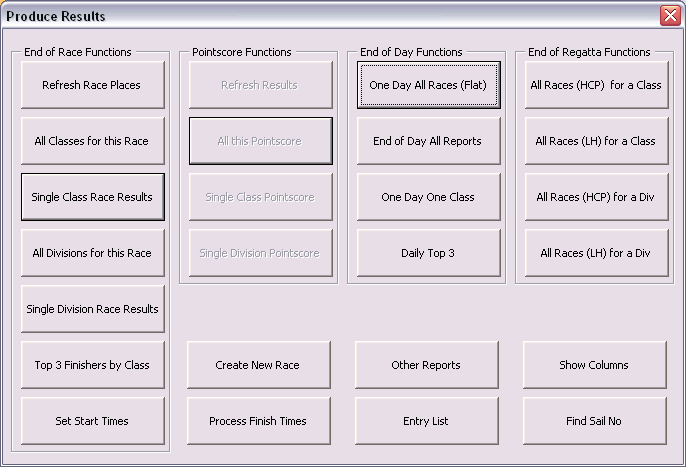 Produce Results
End of Race Functions
Refresh Race Places
All Classes for this Race
Single Class Race Results
All Divisions for this Race
Single Division Race Results
Top 3 Finishers by Class
Set Start Times
Pointscore Functions
Refresh Results
All this Pointscore
Single Class Pointscore
Single Division Pointscore
End of Day Functions
One Day All Races (Flat)
End of Day All Reports
One Day One Class
Daily Top 3
End of Regatta Functions
All Races (HCP) for a Class
All Races (LH) for a Class
All Races (HCP) for a Div
All Races (LH) for a Div
Create New Race
Other Reports
Show Columns
Process Finish Times
Entry List
Find Sail No